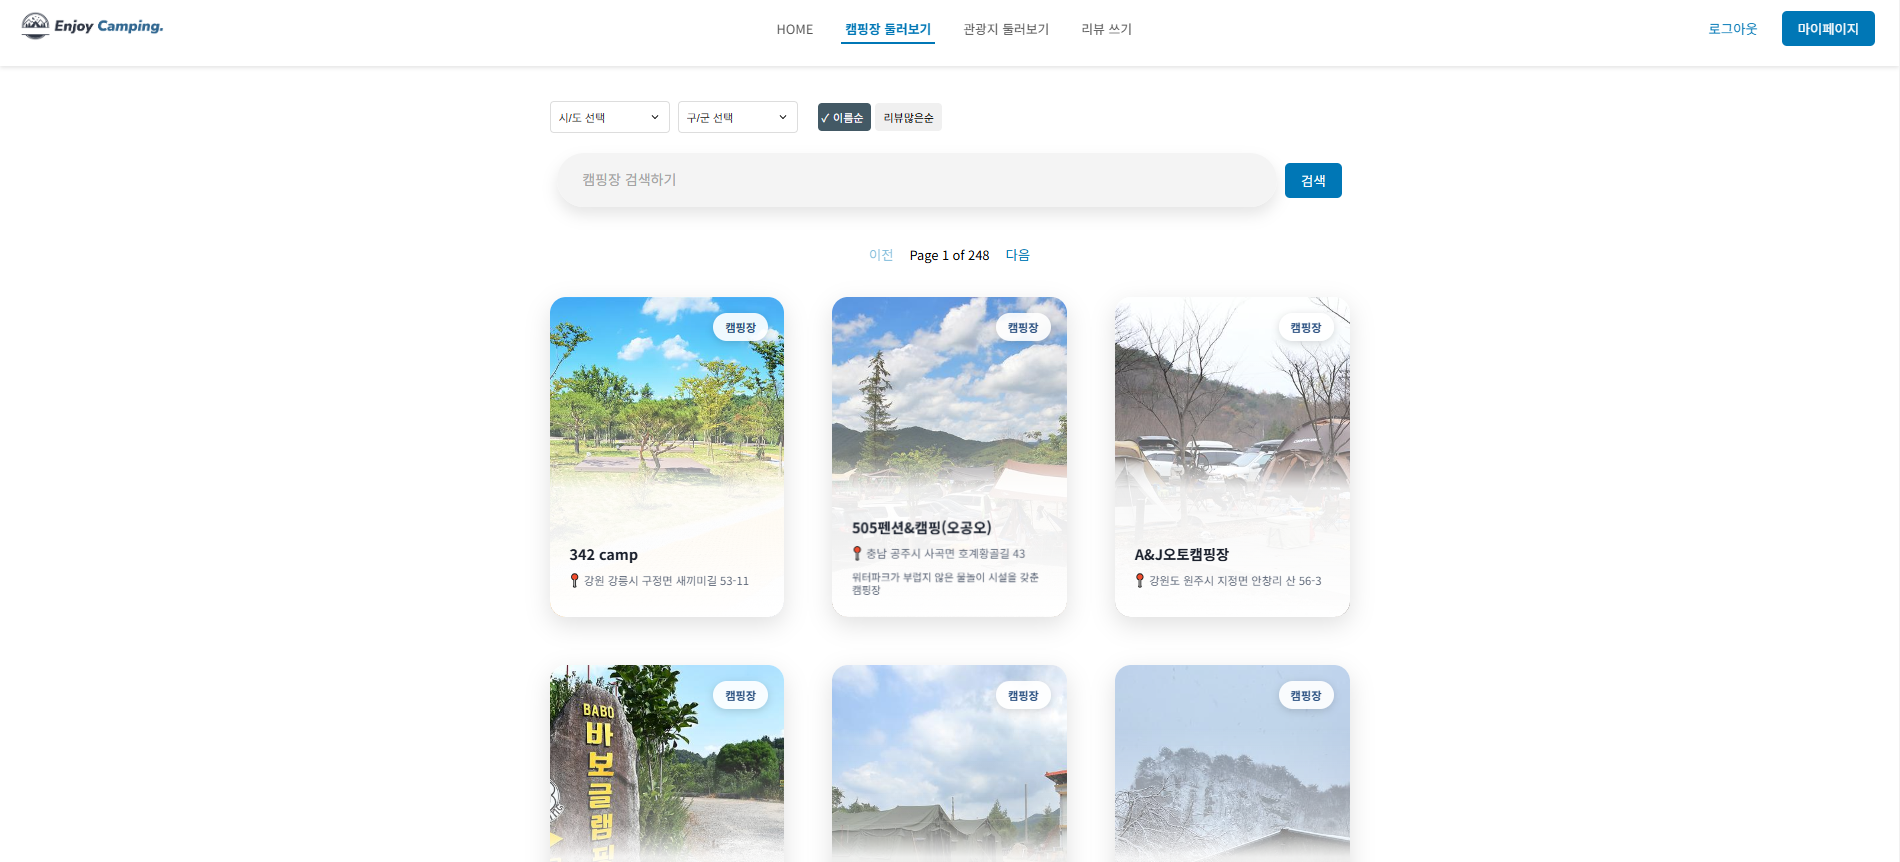 Enjoy Camping.
HOME
캠핑장 둘러보기
관광지 둘러보기
리뷰 쓰기
로그아웃
마이페이지
시/도 선택
구/군 선택
✓ 이름순
리뷰많은순
캠핑장 검색하기
검색
이전 Page 1 of 248 다음
캠핑장
342 camp
강원 강릉시 구정면 새끼미길 53-11
캠핑장
505펜션&캠핑(오공오)
충남 공주시 사곡면 호계황골길 43
워터파크가 부럽지 않은 물놀이 시설을 갖춘
캠핑장
캠핑장
A&J오토캠핑장
강원도 원주시 지정면 안창리 산 56-3
캠핑장
BABO
바보글램
캠핑장
캠핑장